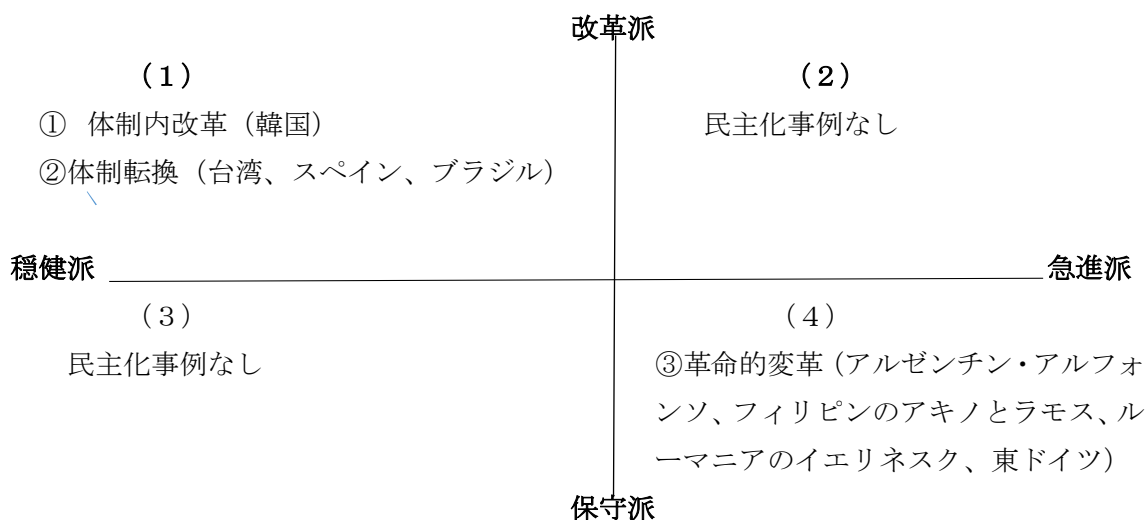 改革派
（１）
（２）
① 体制内改革（韓国）
民主化事例なし
②体制転換（台湾、スペイン、ブラジル）
穏健派
急進派
（３）
（４）
民主化事例なし
③革命的変革（アルゼンチン・アルフォ
ンソ、フィリピンのアキノとラモス、ル
ーマニアのイエリネスク、東ドイツ）
保守派